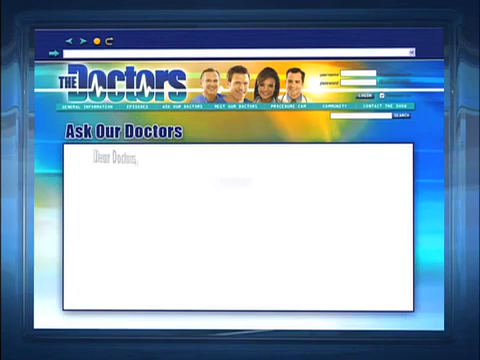 THE Doctors
username
password
LOGIN
GENERAL INFORMATION EPISODES ASK OUR DOCTORS MEET OUR DOCTORS PROCEDURE CAM COMMUNITY CONTACT THE SHOW
SEARCH
Ask Our Doctors
Dear Doctors,